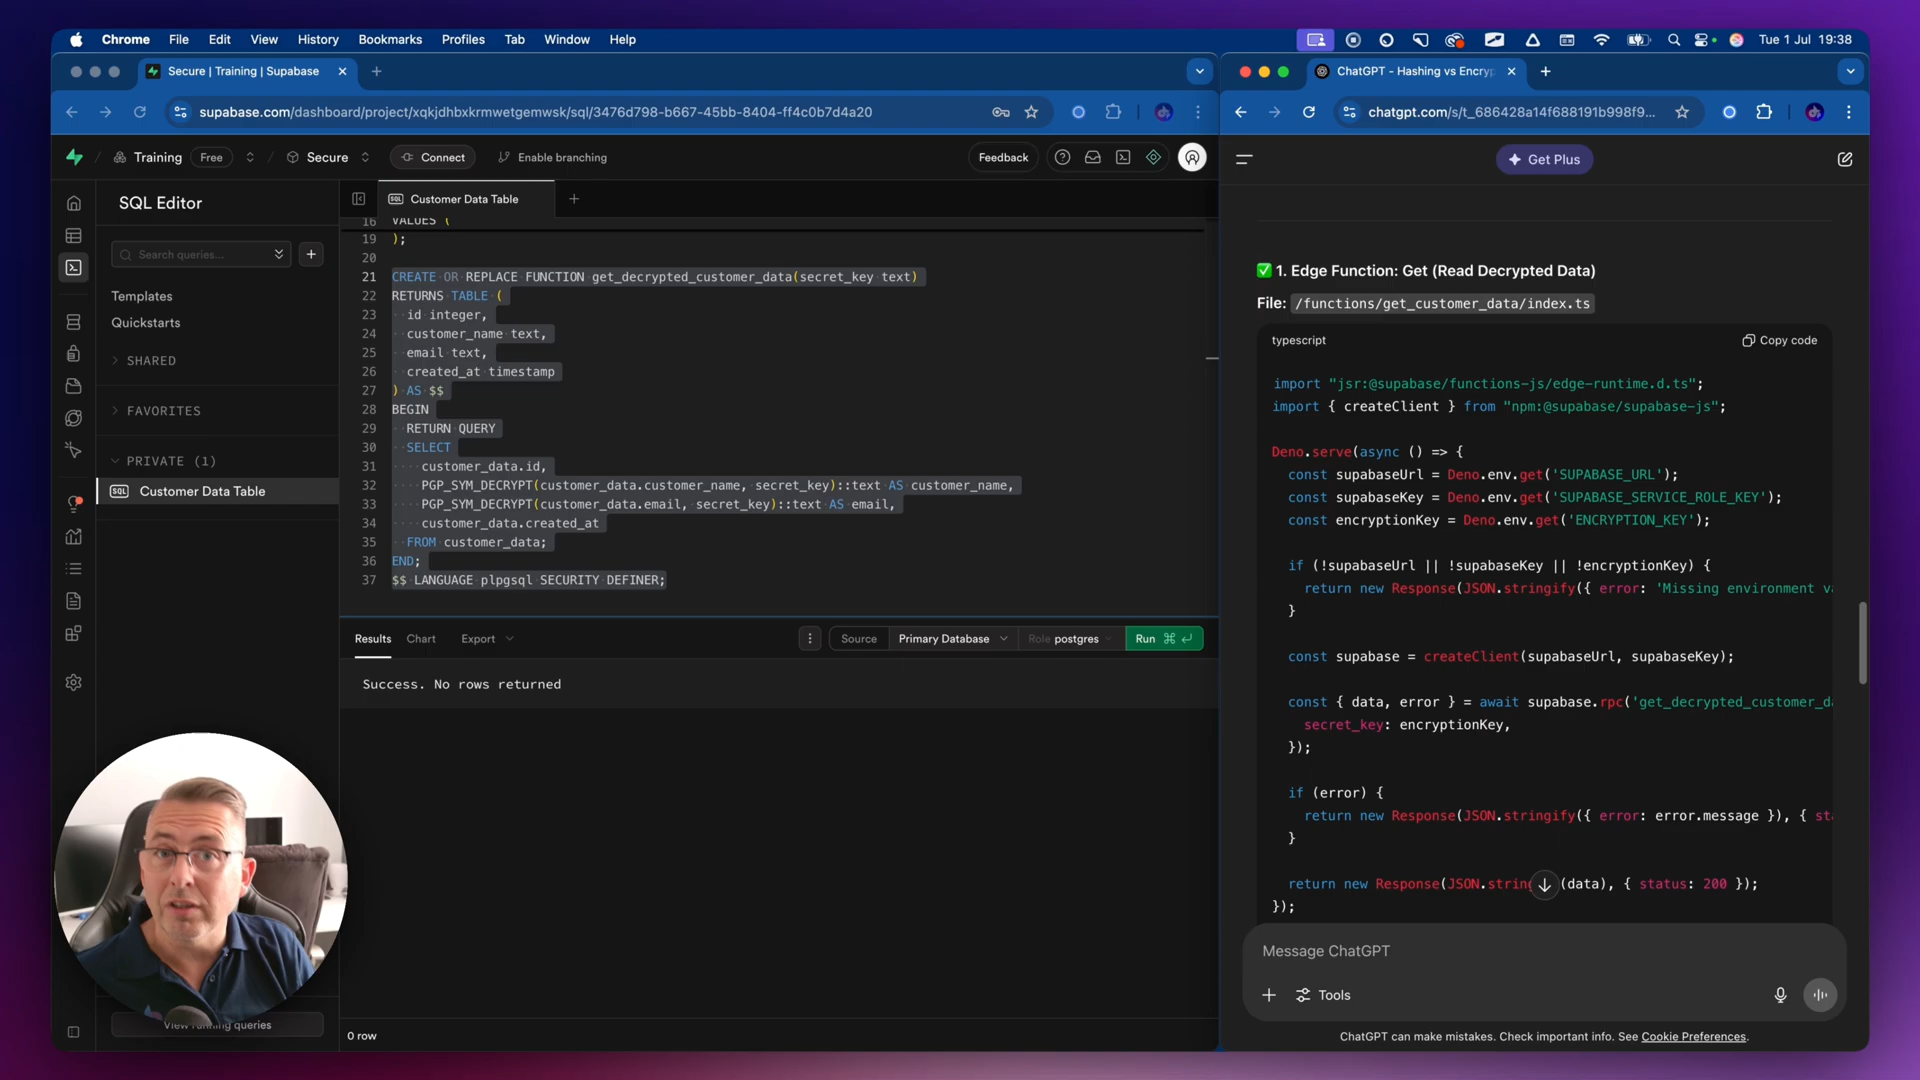 Chrome File Edit View History Bookmarks Profiles Tab Window Help
Tue 1 Jul 19:38
Secure | Training | Supabase
supabase.com/dashboard/project/xqkjdhbxkrmwetgemwsk/sql/3476d798-b667-45bb-8404-ff4c0b7d4a20
Training Free Secure Connect Enable branching Feedback
SQL Editor
Search queries...
Templates
Quickstarts
SHARED
FAVORITES
PRIVATE (1)
SQL Customer Data Table
View running queries
SQL Customer Data Table
16 VALUES (
19 );
20
21 CREATE OR REPLACE FUNCTION get_decrypted_customer_data(secret_key text)
22 RETURNS TABLE (
23 id integer,
24 customer_name text,
25 email text,
26 created_at timestamp
27 ) AS $$
28 BEGIN
29 RETURN QUERY
30 SELECT
31 customer_data.id,
32 PGP_SYM_DECRYPT(customer_data.customer_name, secret_key)::text AS customer_name,
33 PGP_SYM_DECRYPT(customer_data.email, secret_key)::text AS email,
34 customer_data.created_at
35 FROM customer_data;
36 END;
37 $$ LANGUAGE plpgsql SECURITY DEFINER;
Results Chart Export Source Primary Database Role postgres Run ⌘ ↵
Success. No rows returned
0 row
ChatGPT - Hashing vs Encryp
chatgpt.com/s/t_686428a14f688191b998f9...
Get Plus
✅ 1. Edge Function: Get (Read Decrypted Data)
File: /functions/get_customer_data/index.ts
typescript Copy code
import "jsr:@supabase/functions-js/edge-runtime.d.ts";
import { createClient } from "npm:@supabase/supabase-js";
Deno.serve(async () => {
const supabaseUrl = Deno.env.get('SUPABASE_URL');
const supabaseKey = Deno.env.get('SUPABASE_SERVICE_ROLE_KEY');
const encryptionKey = Deno.env.get('ENCRYPTION_KEY');
if (!supabaseUrl || !supabaseKey || !encryptionKey) {
return new Response(JSON.stringify({ error: 'Missing environment va
}
const supabase = createClient(supabaseUrl, supabaseKey);
const { data, error } = await supabase.rpc('get_decrypted_customer_da
secret_key: encryptionKey,
});
if (error) {
return new Response(JSON.stringify({ error: error.message }), { sta
}
return new Response(JSON.string (data), { status: 200 });
});
Message ChatGPT
Tools
ChatGPT can make mistakes. Check important info. See Cookie Preferences.